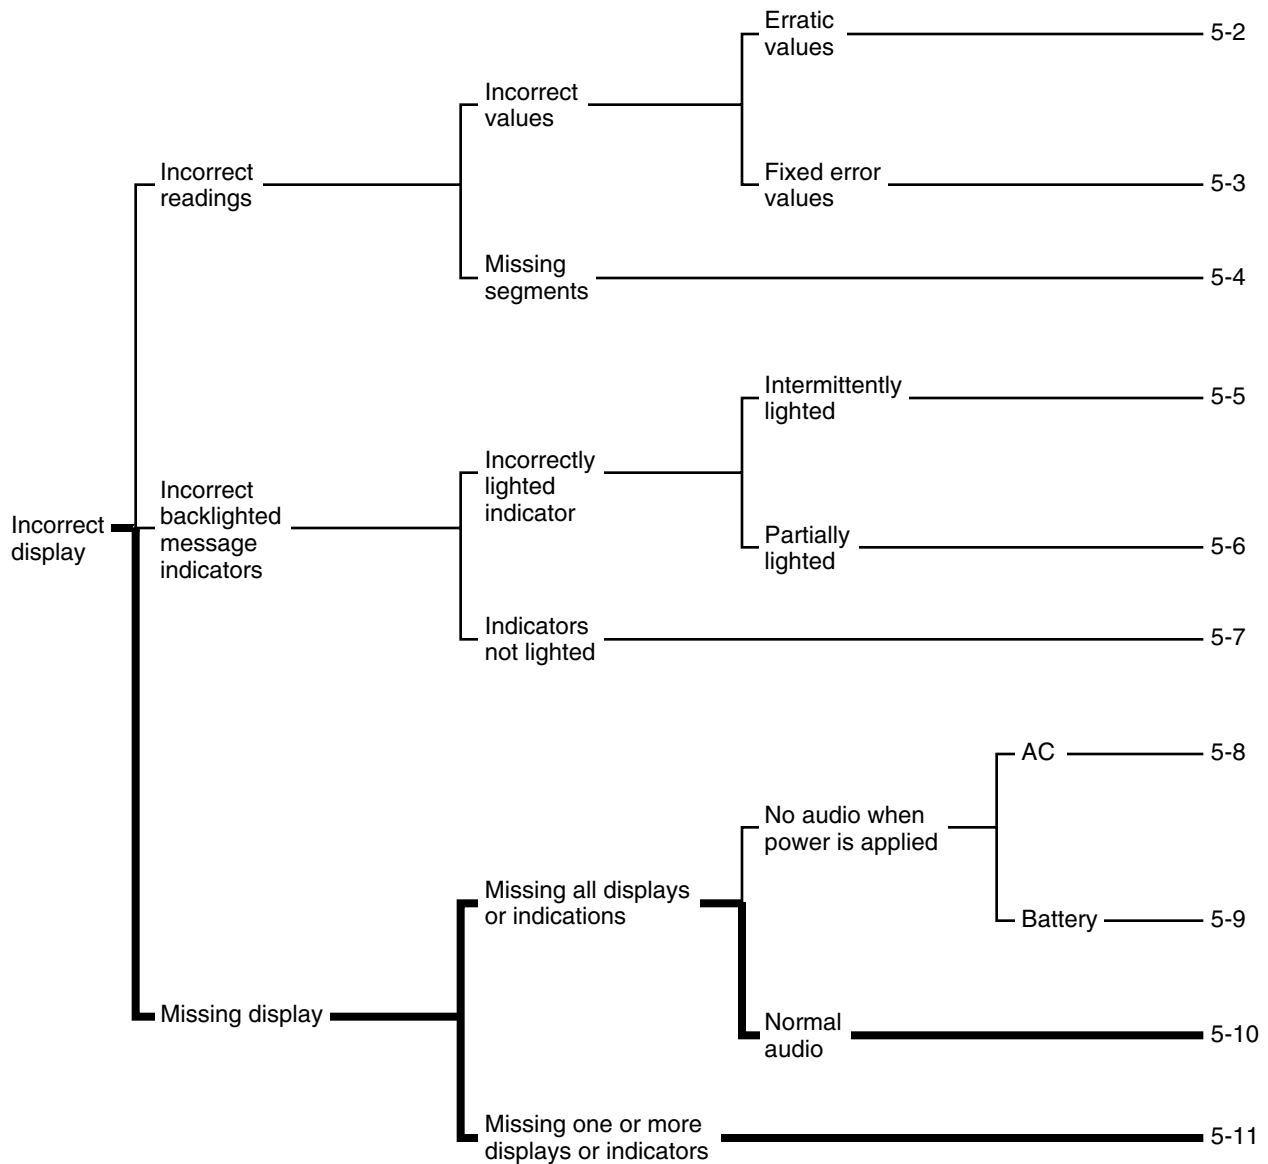 Erratic
values
5-2
Incorrect
values
Incorrect
readings
Fixed error
values
5-3
Missing
segments
5-4
Intermittently
lighted
5-5
Incorrectly
lighted
indicator
Incorrect
backlighted
message
indicators
Incorrect
display
Partially
lighted
5-6
Indicators
not lighted
5-7
AC
5-8
No audio when
power is applied
Missing all displays
or indications
Battery
5-9
Missing display
Normal
audio
5-10
Missing one or more
displays or indicators
5-11